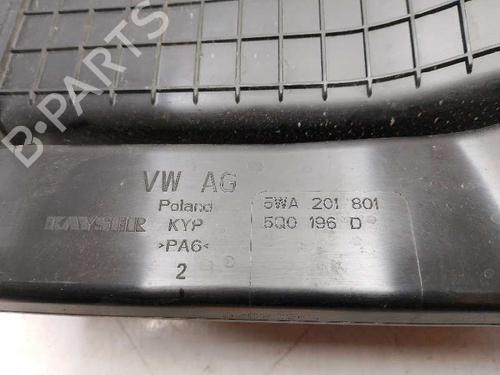 B-PARTS
VW AG
Poland
KAYSER KYP
>PA6<
2
5WA 201 801
5Q0 196 D